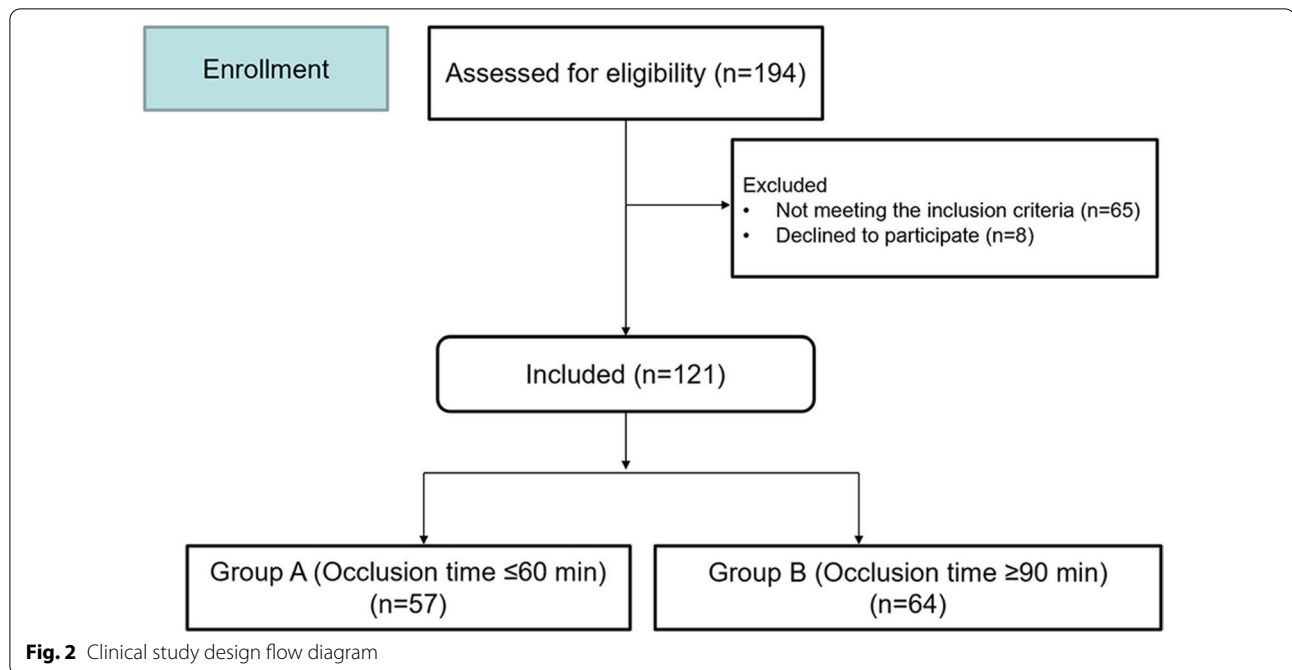 Enrollment
Assessed for eligibility (n=194)
Excluded
• Not meeting the inclusion criteria (n=65)
• Declined to participate (n=8)
Included (n=121)
Group A (Occlusion time ≤60 min)
(n=57)
Group B (Occlusion time ≥90 min)
(n=64)
Fig. 2 Clinical study design flow diagram